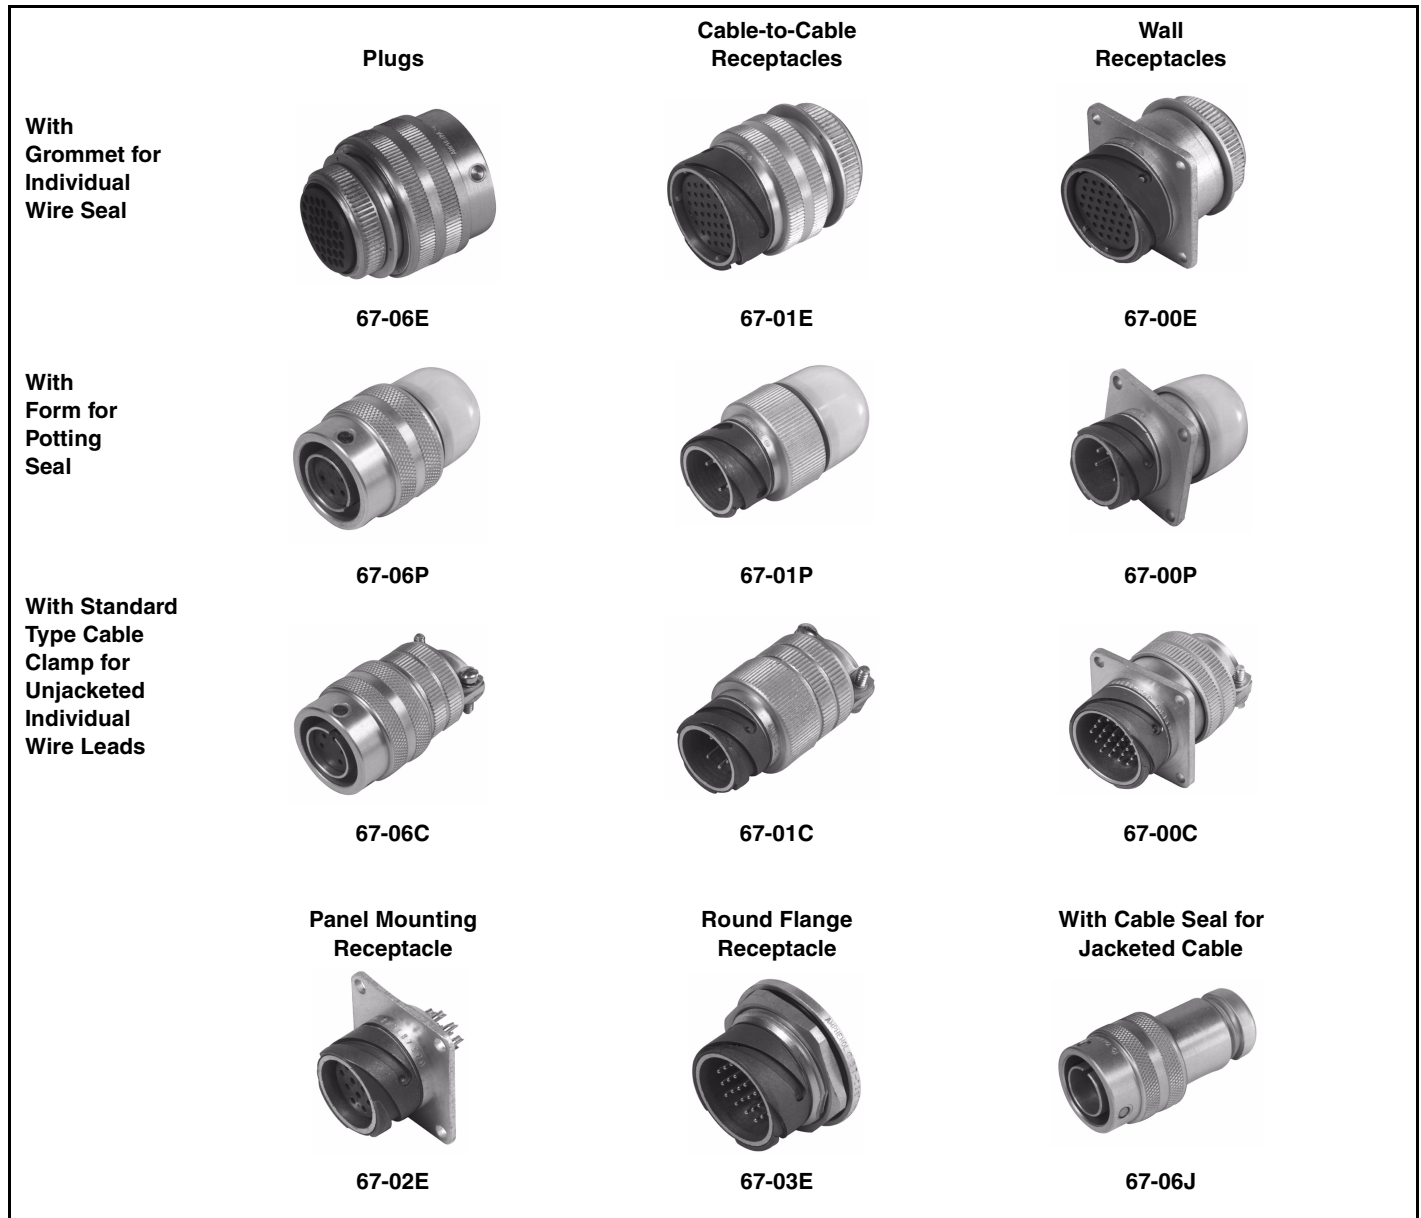 Plugs
Cable-to-Cable
Receptacles
Wall
Receptacles
With
Grommet for
Individual
Wire Seal
67-06E
67-01E
67-00E
With
Form for
Potting
Seal
67-06P
67-01P
67-00P
With Standard
Type Cable
Clamp for
Unjacketed
Individual
Wire Leads
67-06C
67-01C
67-00C
Panel Mounting
Receptacle
Round Flange
Receptacle
With Cable Seal for
Jacketed Cable
AMPHENOL
67-02E
67-03E
67-06J